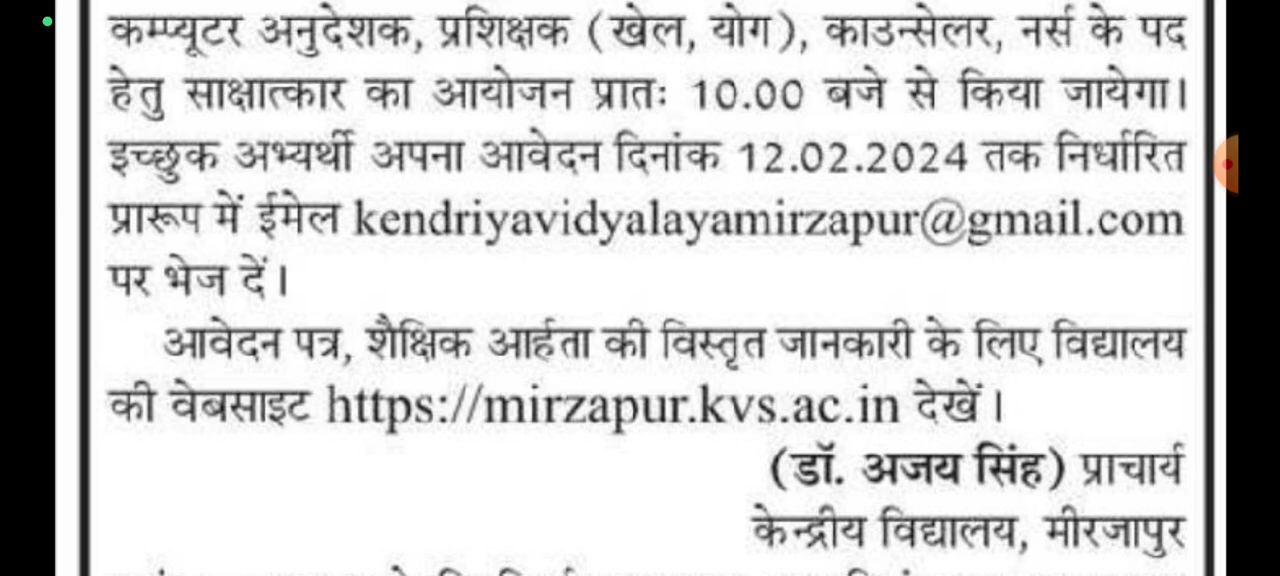 कम्प्यूटर अनुदेशक, प्रशिक्षक (खेल, योग), काउन्सेलर, नर्स के पद
हेतु साक्षात्कार का आयोजन प्रातः 10.00 बजे से किया जायेगा।
इच्छुक अभ्यर्थी अपना आवेदन दिनांक 12.02.2024 तक निर्धारित
प्रारूप में ईमेल kendriyavidyalayamirzapur@gmail.com
पर भेज दें।
आवेदन पत्र, शैक्षिक आर्हता की विस्तृत जानकारी के लिए विद्यालय
की वेबसाइट https://mirzapur.kvs.ac.in देखें।
(डॉ. अजय सिंह) प्राचार्य
केन्द्रीय विद्यालय, मीरजापुर